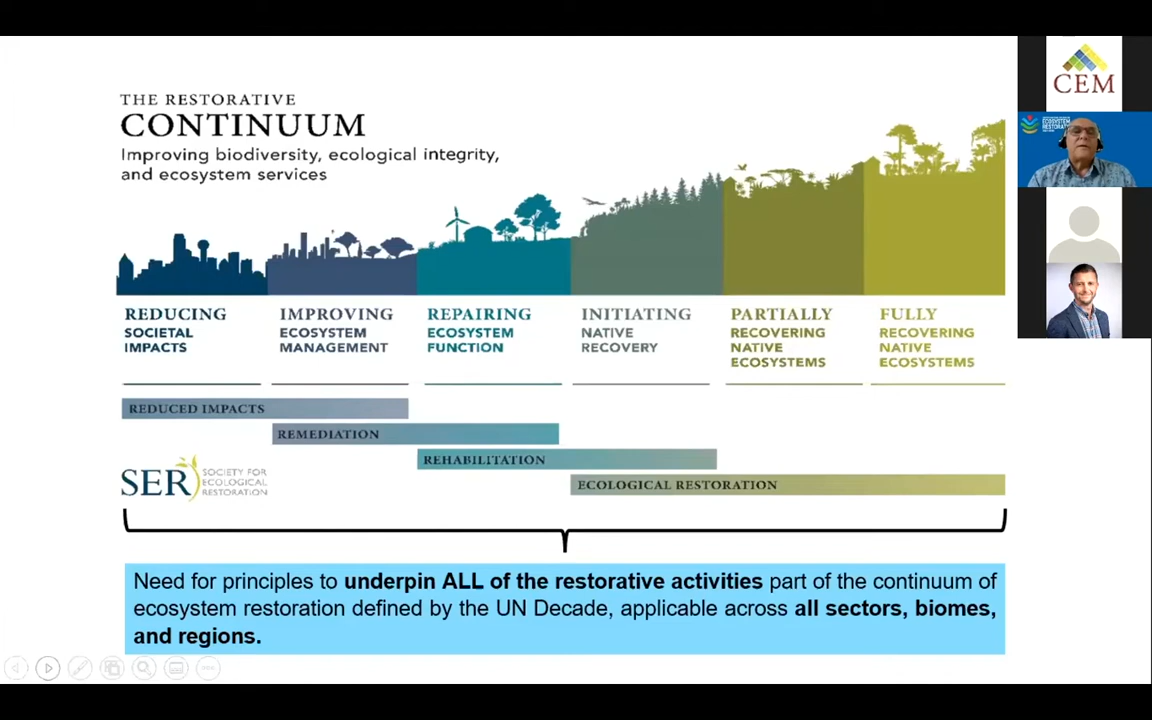 THE RESTORATIVE
CONTINUUM
Improving biodiversity, ecological integrity,
and ecosystem services
REDUCING
SOCIETAL
IMPACTS
IMPROVING
ECOSYSTEM
MANAGEMENT
REPAIRING
ECOSYSTEM
FUNCTION
INITIATING
NATIVE
RECOVERY
PARTIALLY
RECOVERING
NATIVE
ECOSYSTEMS
FULLY
RECOVERING
NATIVE
ECOSYSTEMS
REDUCED IMPACTS
REMEDIATION
REHABILITATION
ECOLOGICAL RESTORATION
SER
SOCIETY FOR
ECOLOGICAL
RESTORATION
Need for principles to underpin ALL of the restorative activities part of the continuum of
ecosystem restoration defined by the UN Decade, applicable across all sectors, biomes,
and regions.
CEM
ECOSYSTEM